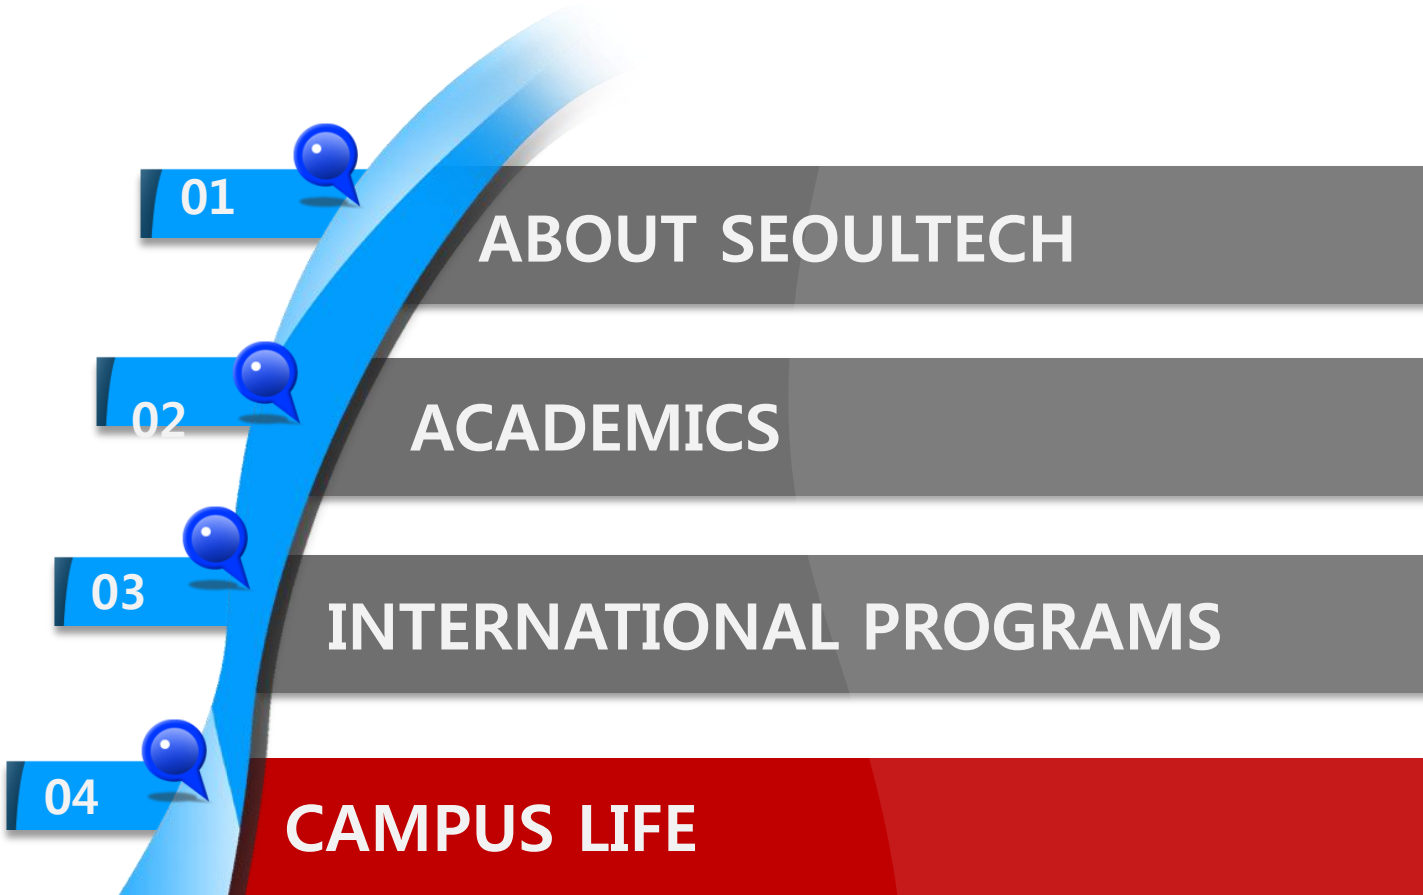 01
ABOUT SEOULTECH
02
ACADEMICS
03
INTERNATIONAL PROGRAMS
04
CAMPUS LIFE